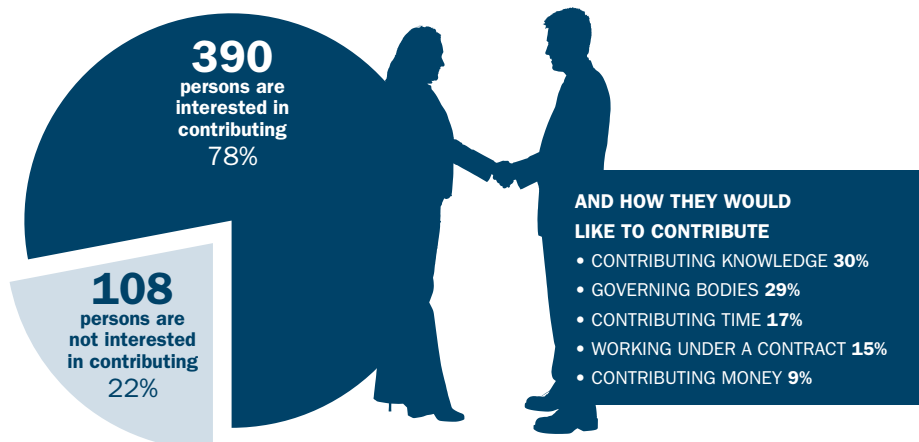 390
persons are
interested in
contributing
78%
108
persons are
not interested
in contributing
22%
AND HOW THEY WOULD
LIKE TO CONTRIBUTE
• CONTRIBUTING KNOWLEDGE 30%
• GOVERNING BODIES 29%
• CONTRIBUTING TIME 17%
• WORKING UNDER A CONTRACT 15%
• CONTRIBUTING MONEY 9%